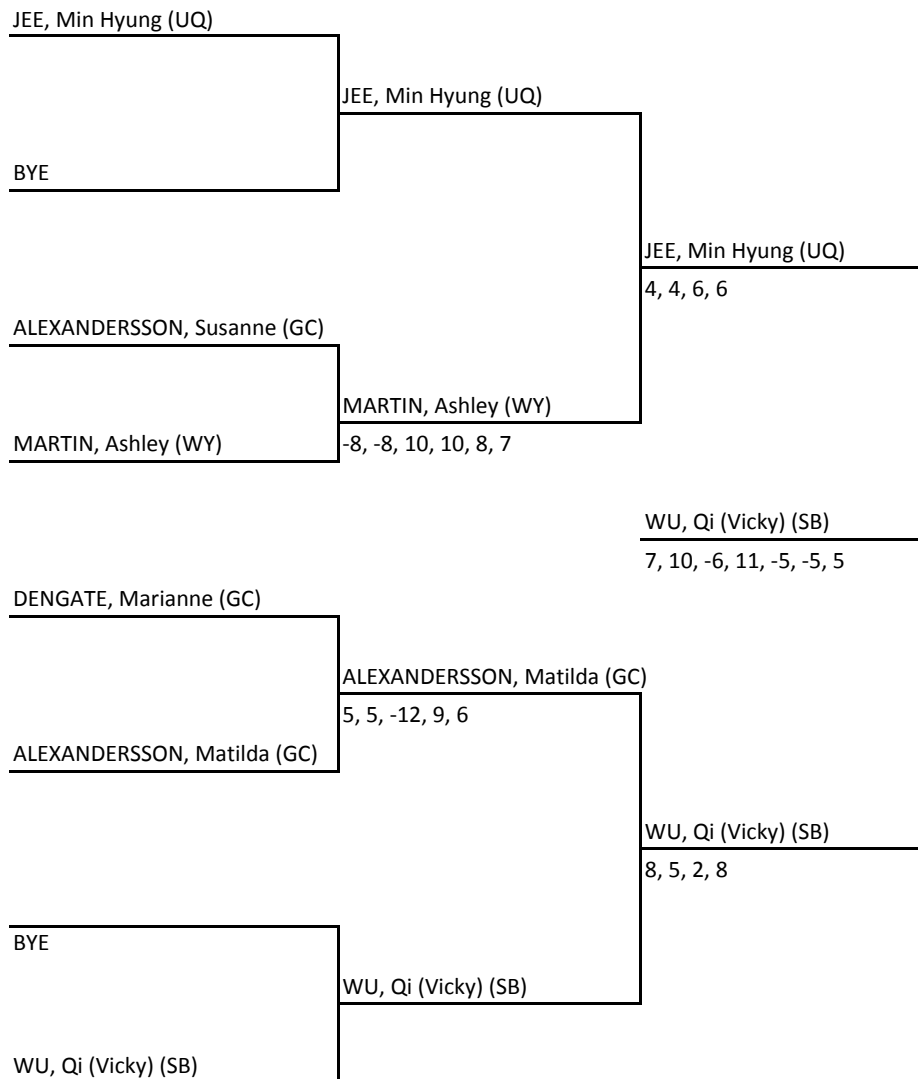 JEE, Min Hyung (UQ)
JEE, Min Hyung (UQ)
BYE
JEE, Min Hyung (UQ)
4, 4, 6, 6
ALEXANDERSSON, Susanne (GC)
MARTIN, Ashley (WY)
MARTIN, Ashley (WY)
-8, -8, 10, 10, 8, 7
WU, Qi (Vicky) (SB)
7, 10, -6, 11, -5, -5, 5
DENGATE, Marianne (GC)
ALEXANDERSSON, Matilda (GC)
5, 5, -12, 9, 6
ALEXANDERSSON, Matilda (GC)
WU, Qi (Vicky) (SB)
8, 5, 2, 8
BYE
WU, Qi (Vicky) (SB)
WU, Qi (Vicky) (SB)